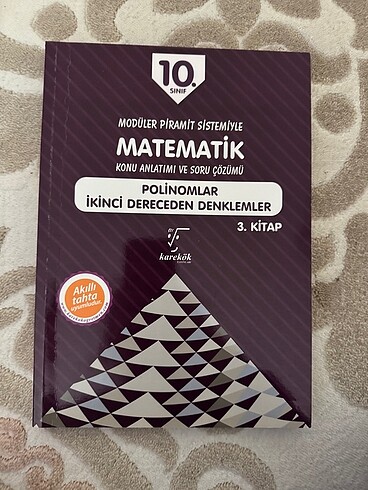 10.
SINIF
MODÜLER PİRAMİT SİSTEMİYLE
MATEMATİK
KONU ANLATIMI VE SORU ÇÖZÜMÜ
POLİNOMLAR
İKİNCİ DERECEDEN DENKLEMLER
3. KİTAP
karekök
Akıllı
tahta
uyumludur.